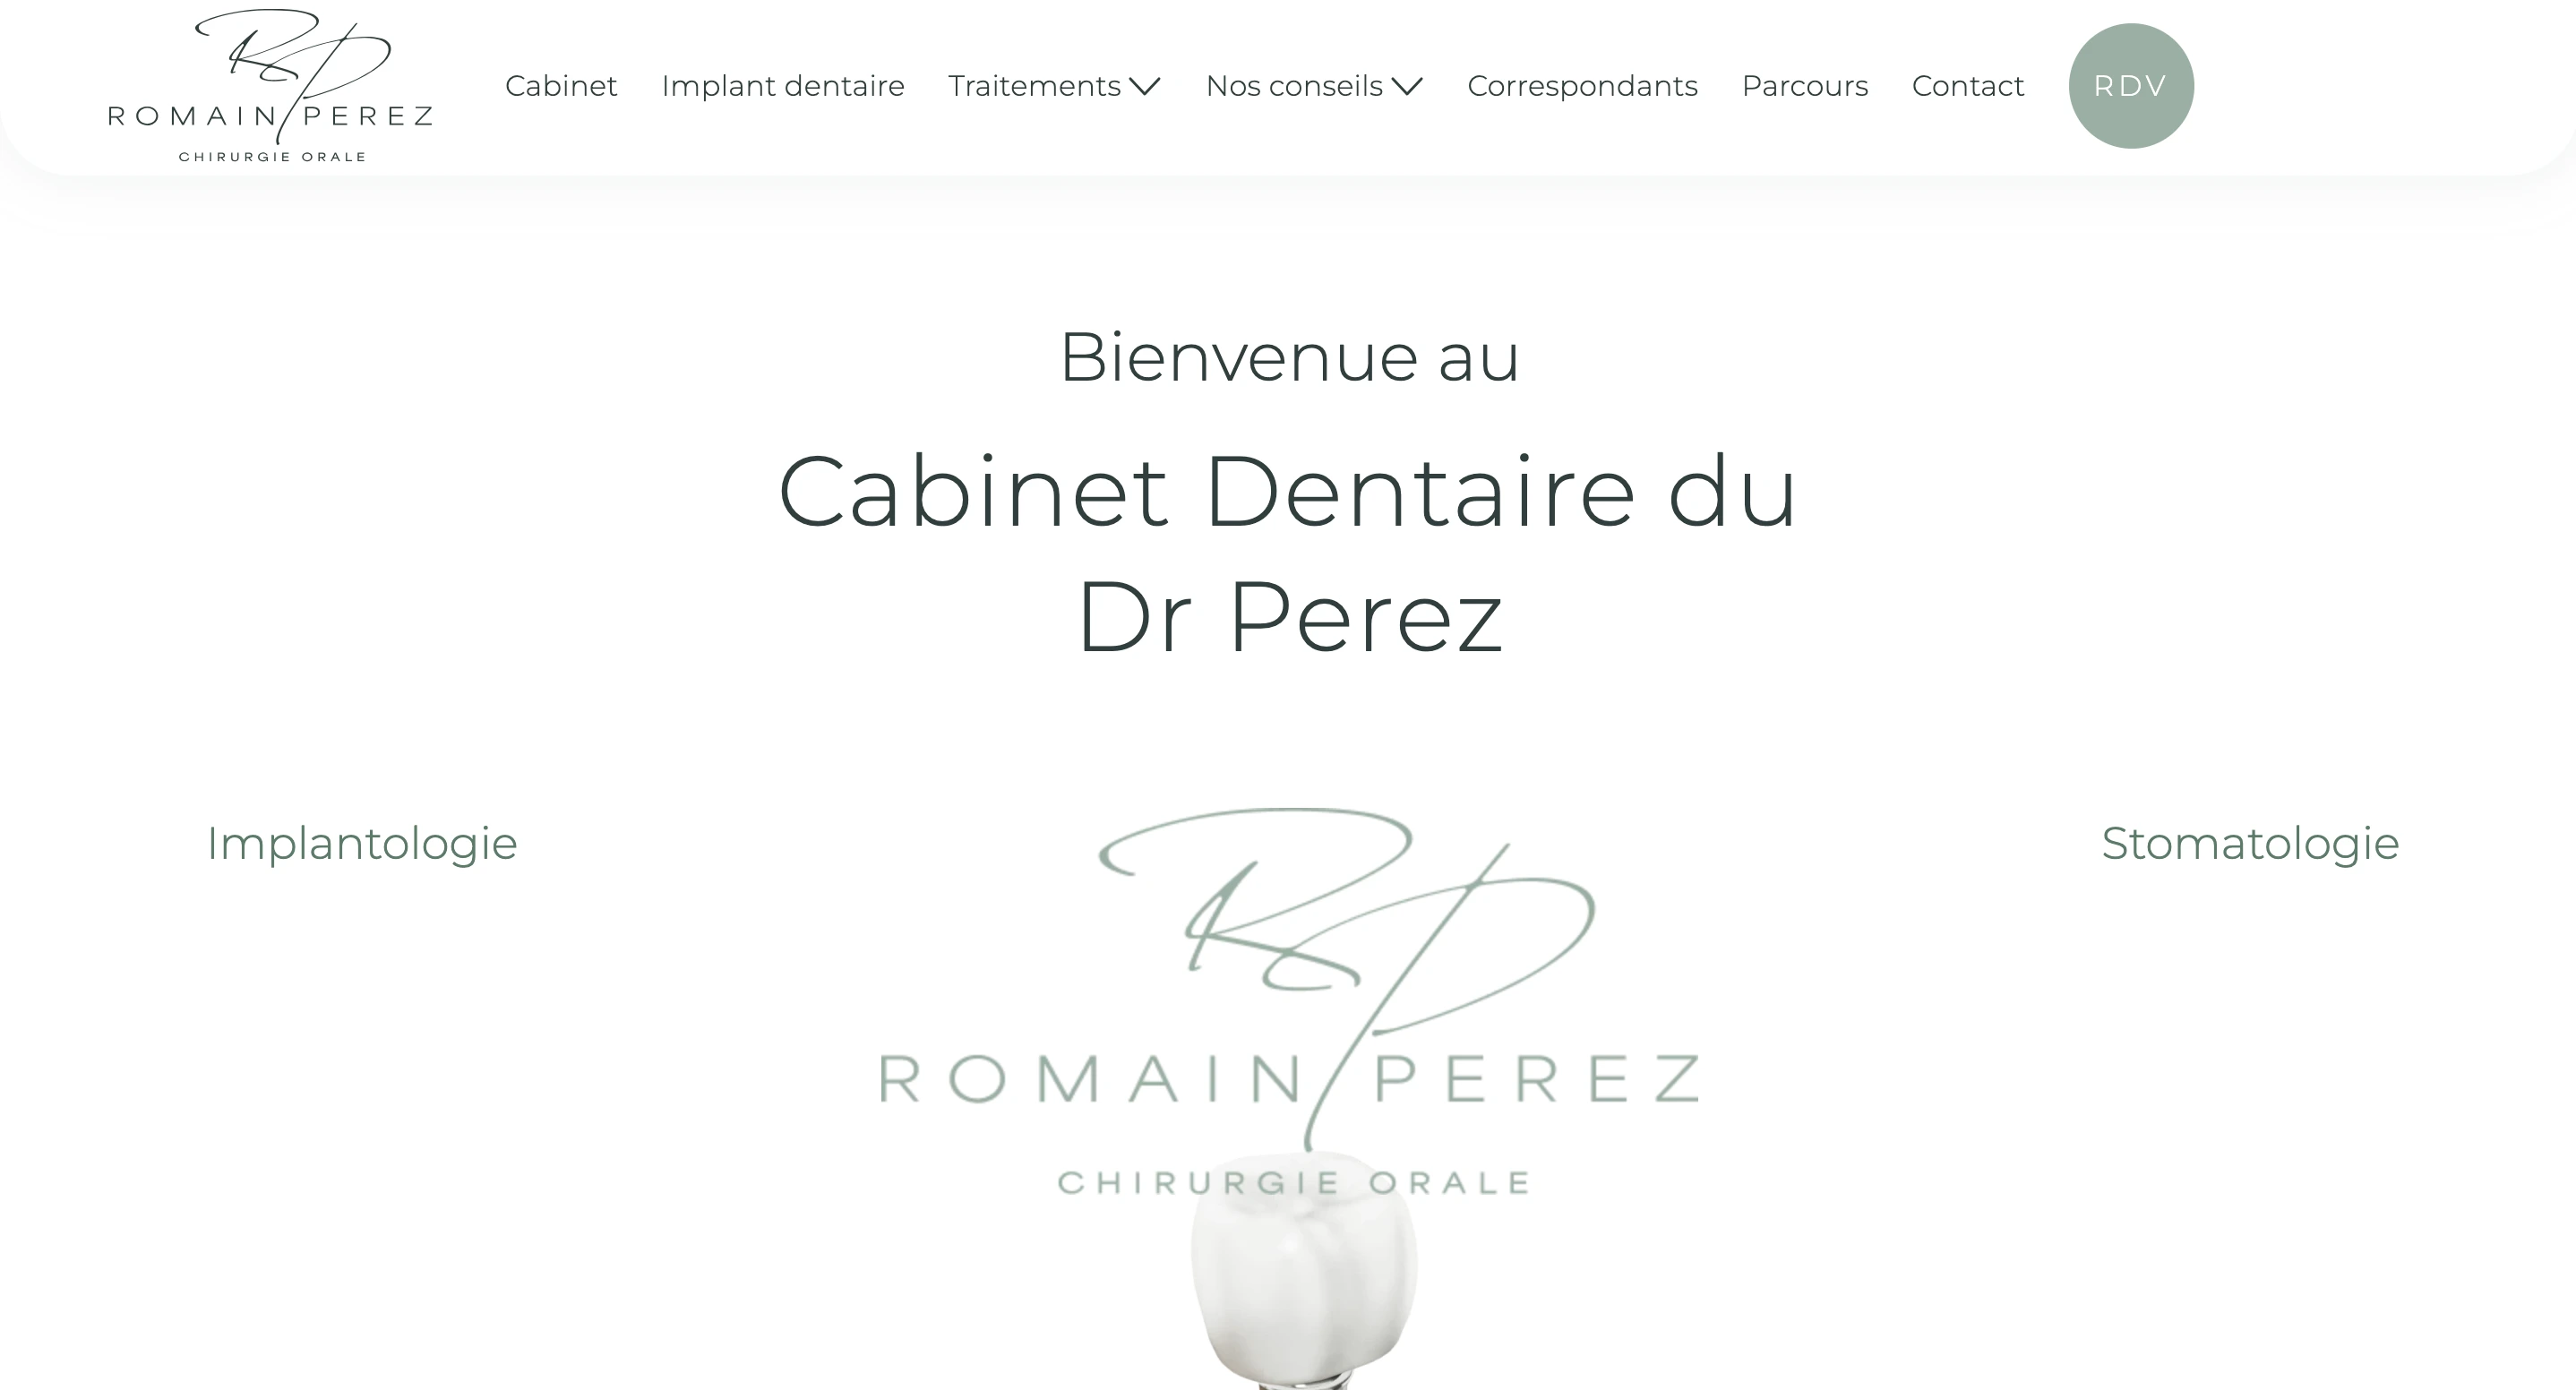 ROMAIN PEREZ
CHIRURGIE ORALE
Cabinet
Implant dentaire
Traitements
Nos conseils
Correspondants
Parcours
Contact
RDV
Bienvenue au
Cabinet Dentaire du
Dr Perez
Implantologie
Stomatologie
RP
ROMAIN PEREZ
CHIRURGIE ORALE